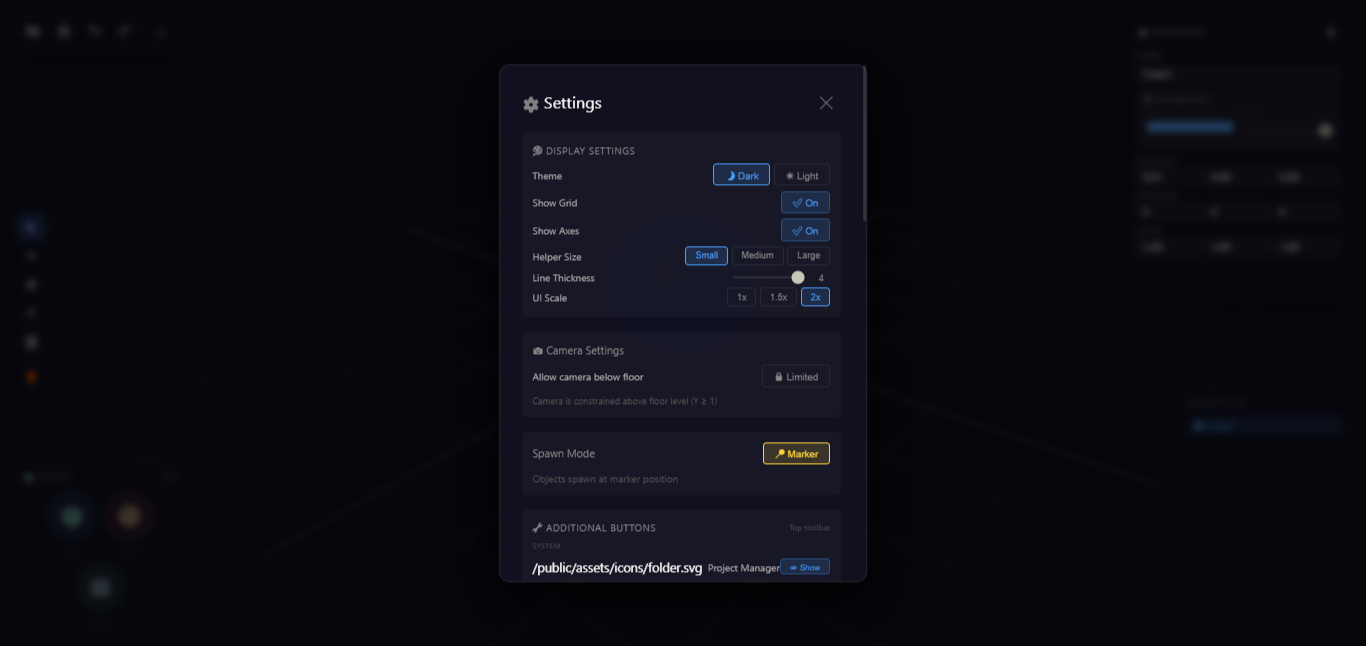 Settings
DISPLAY SETTINGS
Theme Dark Light
Show Grid On
Show Axes On
Helper Size Small Medium Large
Line Thickness 4
UI Scale 1x 1.5x 2x
Camera Settings
Allow camera below floor Limited
Camera is constrained above floor level (Y ≥ 1)
Spawn Mode Marker
Objects spawn at marker position
ADDITIONAL BUTTONS Top toolbar
SYSTEM
/public/assets/icons/folder.svg Project Manager Show